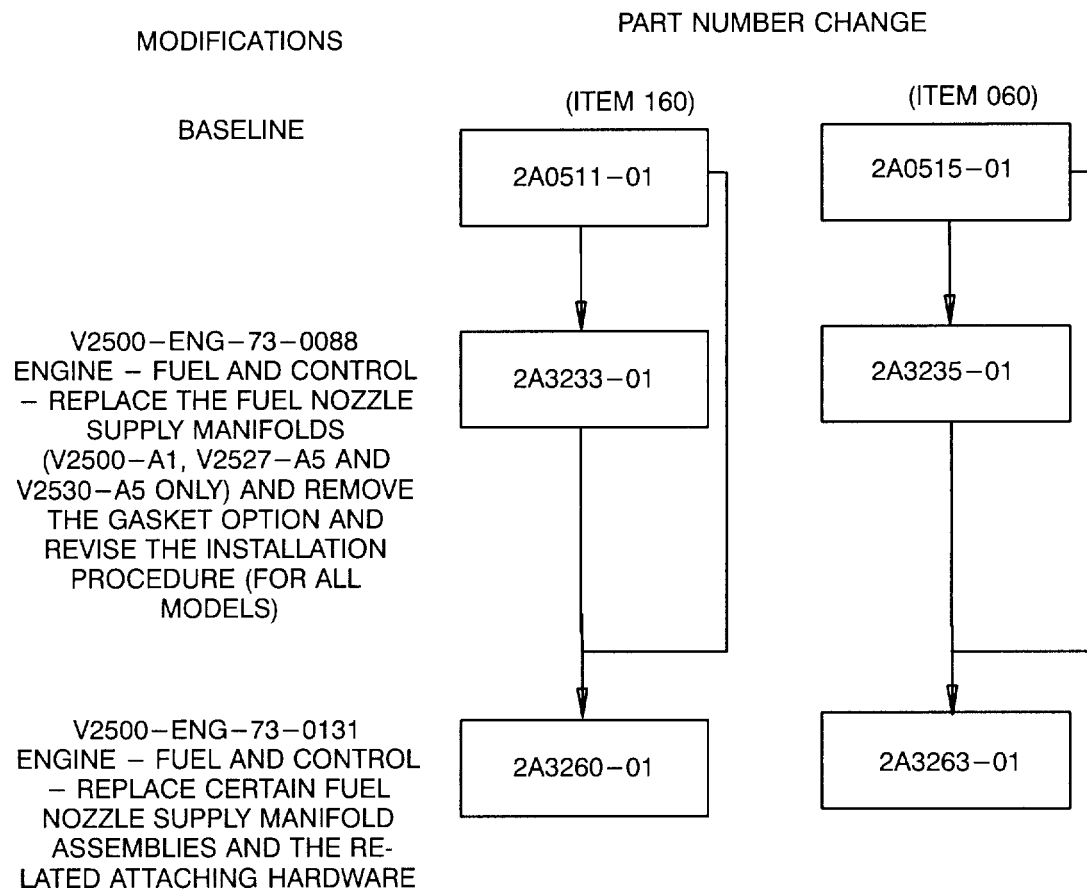 MODIFICATIONS
PART NUMBER CHANGE
BASELINE
(ITEM 160)
(ITEM 060)
2A0511-01
2A0515-01
V2500-ENG-73-0088
ENGINE – FUEL AND CONTROL
– REPLACE THE FUEL NOZZLE
SUPPLY MANIFOLDS
(V2500-A1, V2527-A5 AND
V2530-A5 ONLY) AND REMOVE
THE GASKET OPTION AND
REVISE THE INSTALLATION
PROCEDURE (FOR ALL
MODELS)
2A3233-01
2A3235-01
V2500-ENG-73-0131
ENGINE – FUEL AND CONTROL
– REPLACE CERTAIN FUEL
NOZZLE SUPPLY MANIFOLD
ASSEMBLIES AND THE RE-
LATED ATTACHING HARDWARE
2A3260-01
2A3263-01